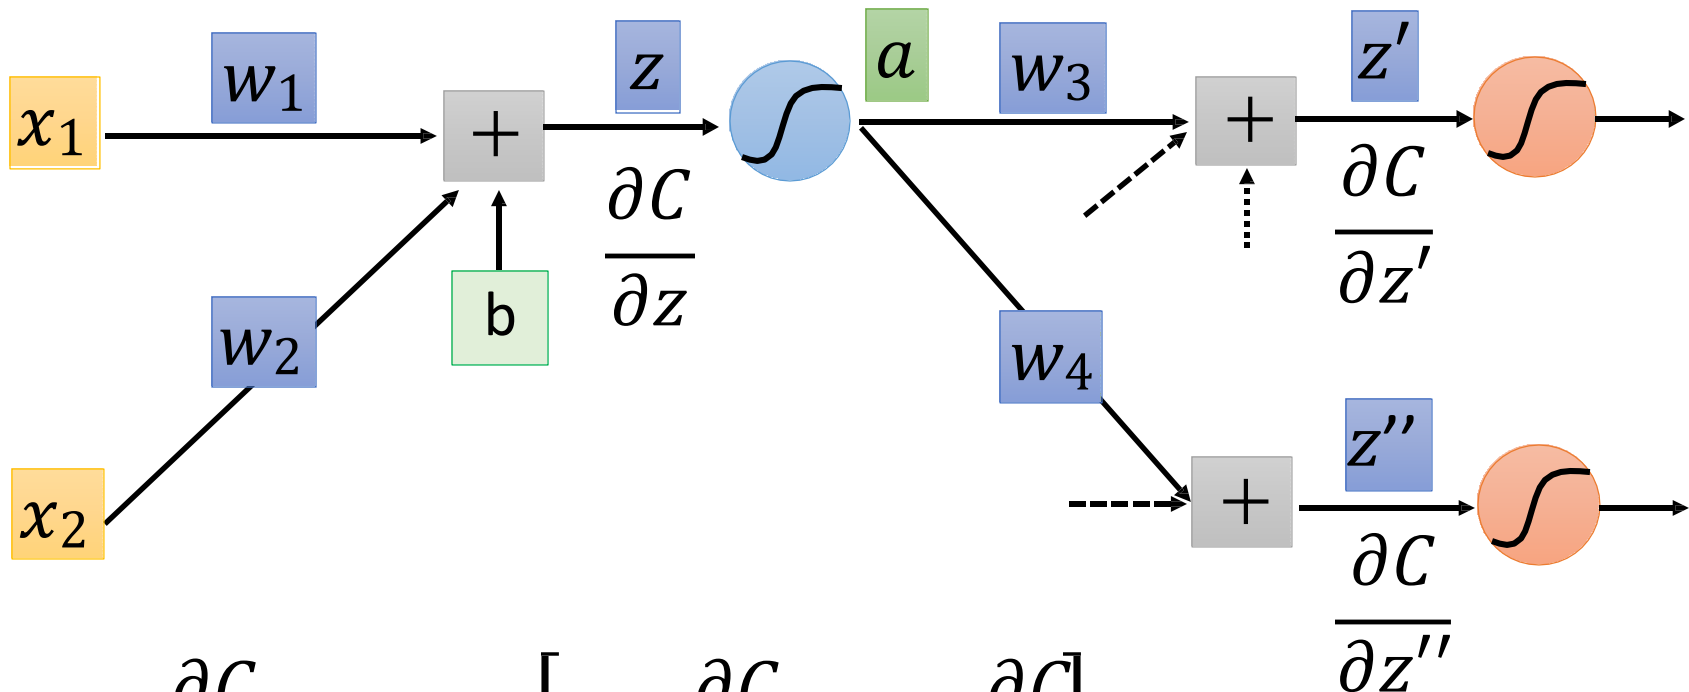 x₁
w₁
+
z
a
w₃
+
z′
∂C
∂z
∂C
∂z′
w₂
b
w₄
x₂
+
z′′
∂C
∂z′′
∂C [ ∂C ∂C ]